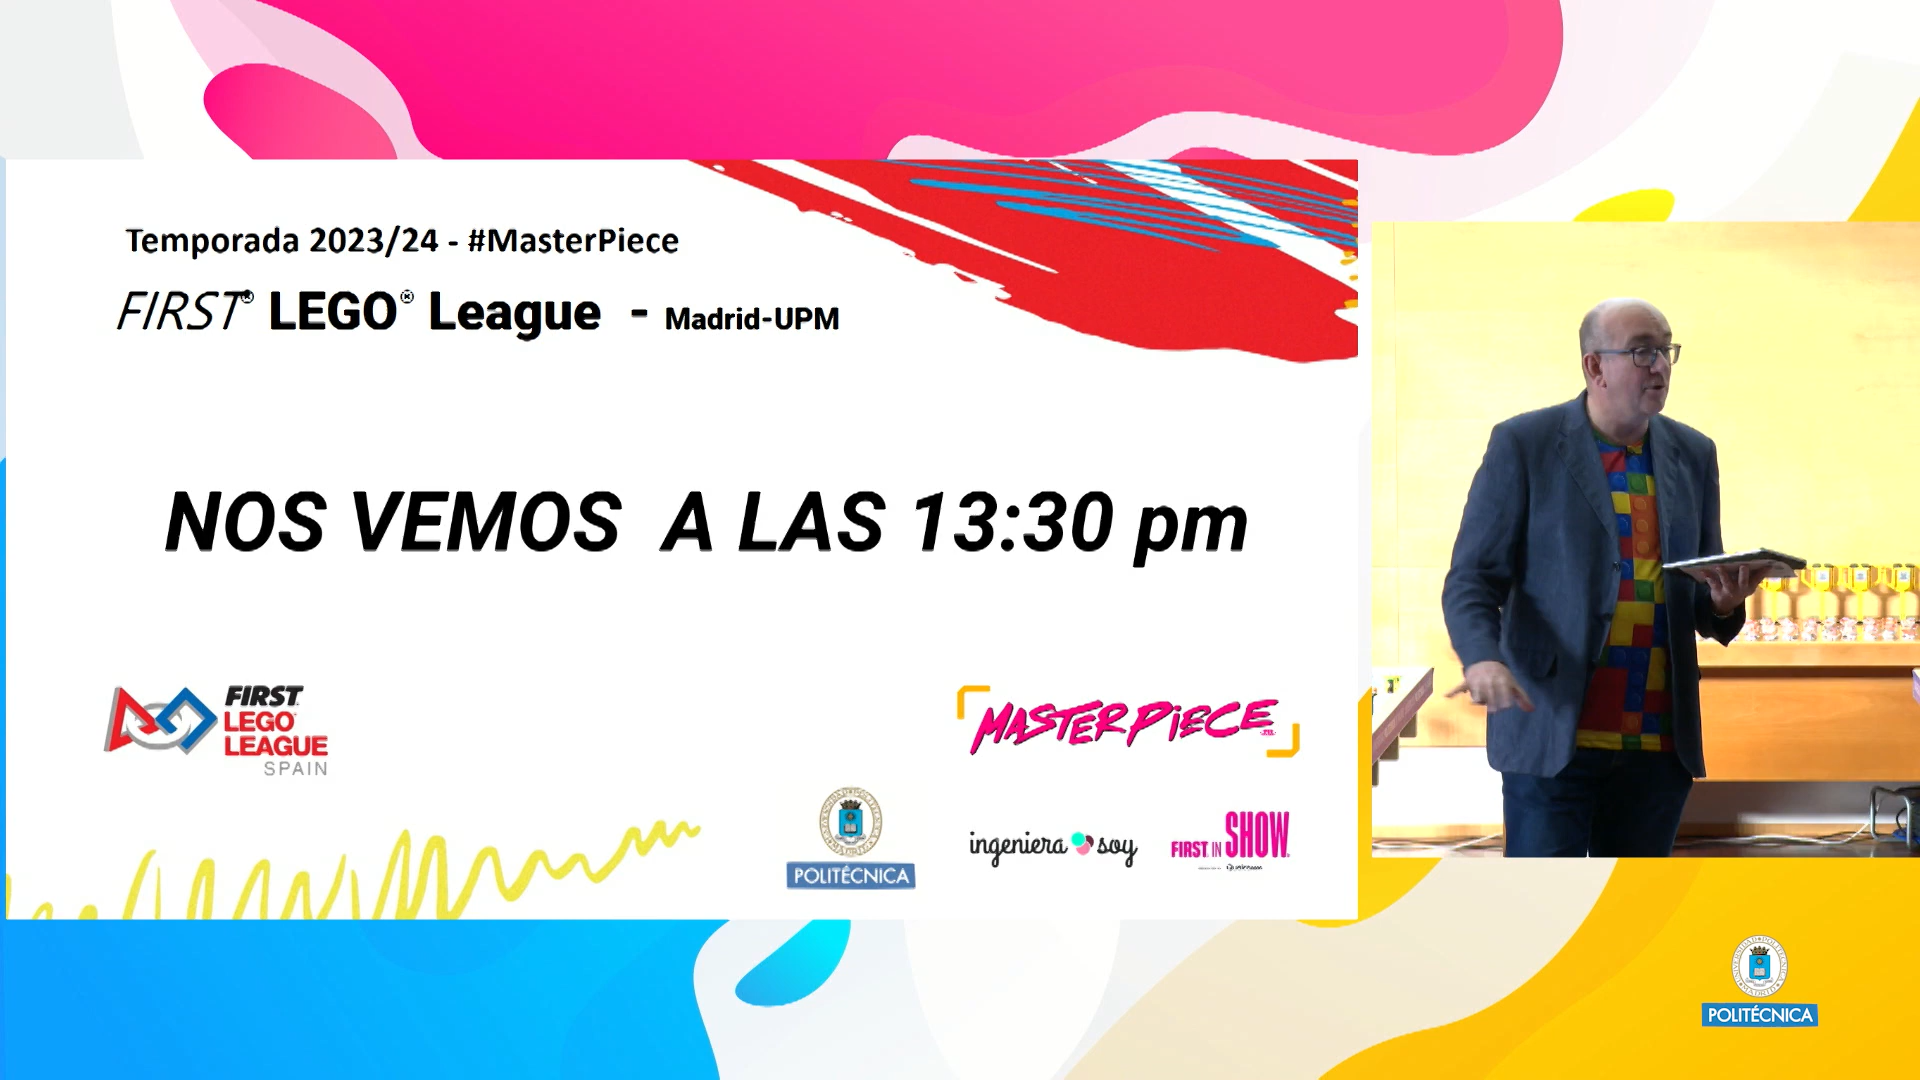 Temporada 2023/24 - #MasterPiece
FIRST® LEGO® League - Madrid-UPM
NOS VEMOS A LAS 13:30 pm
FIRST
LEGO
LEAGUE
SPAIN
MASTERPIECE
POLITÉCNICA
ingeniera soy
FIRST IN SHOW
POLITÉCNICA